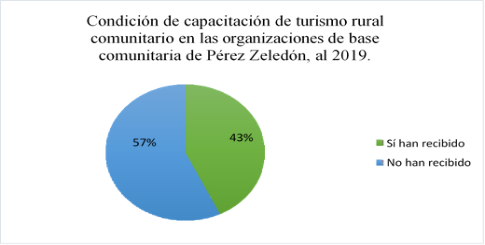 Condición de capacitación de turismo rural
comunitario en las organizaciones de base
comunitaria de Pérez Zeledón, al 2019.
57%
43%
Sí han recibido
No han recibido